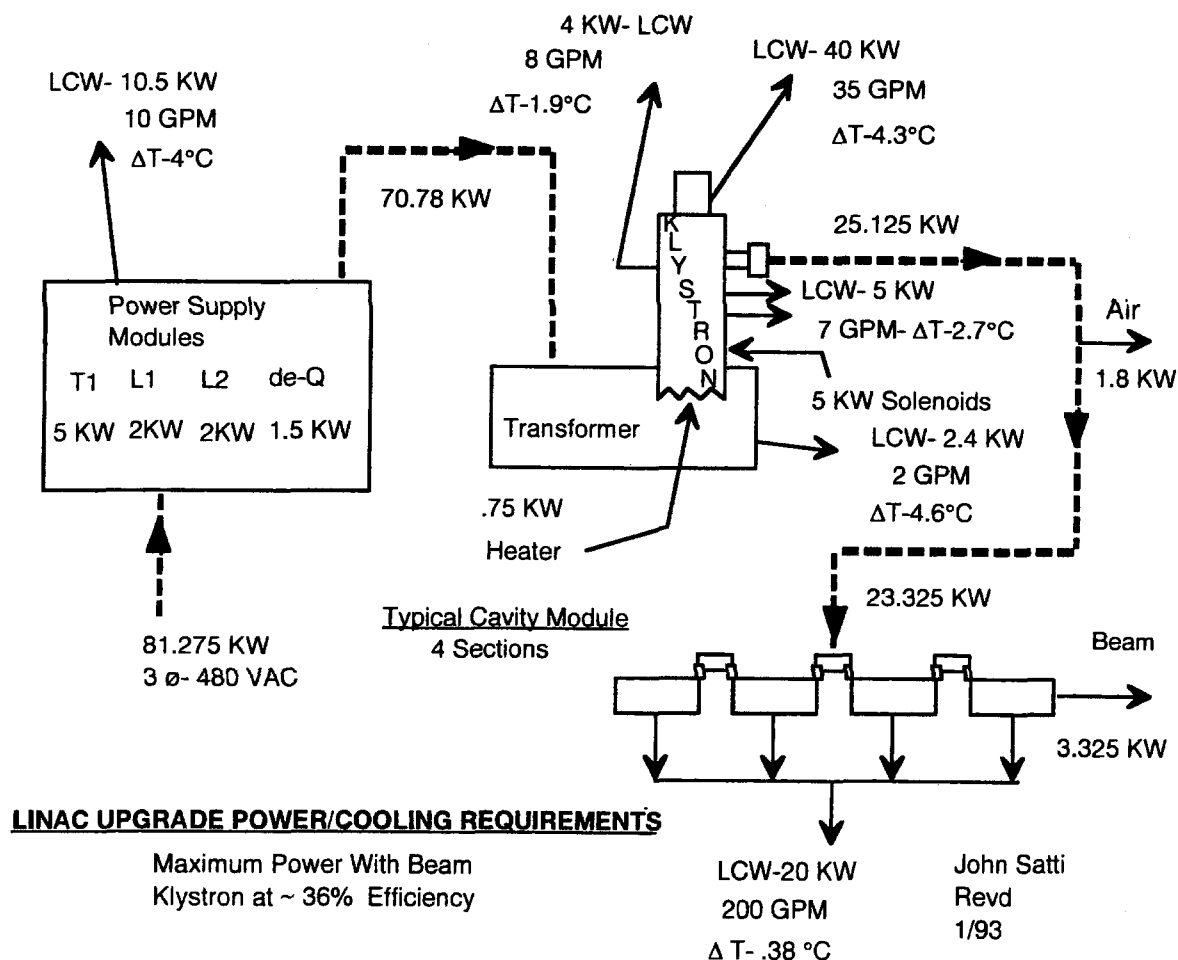 4 KW- LCW
8 GPM
ΔT-1.9°C
LCW- 40 KW
35 GPM
ΔT-4.3°C
LCW- 10.5 KW
10 GPM
ΔT-4°C
70.78 KW
KLYSTRON
25.125 KW
LCW- 5 KW
7 GPM- ΔT-2.7°C
Air
1.8 KW
Power Supply
Modules
T1 L1 L2 de-Q
5 KW 2KW 2KW 1.5 KW
Transformer
5 KW Solenoids
LCW- 2.4 KW
2 GPM
ΔT-4.6°C
.75 KW
Heater
81.275 KW
3 ø- 480 VAC
Typical Cavity Module
4 Sections
23.325 KW
Beam
3.325 KW
LINAC UPGRADE POWER/COOLING REQUIREMENTS
Maximum Power With Beam
Klystron at ~ 36% Efficiency
LCW-20 KW
200 GPM
Δ T- .38 °C
John Satti
Revd
1/93